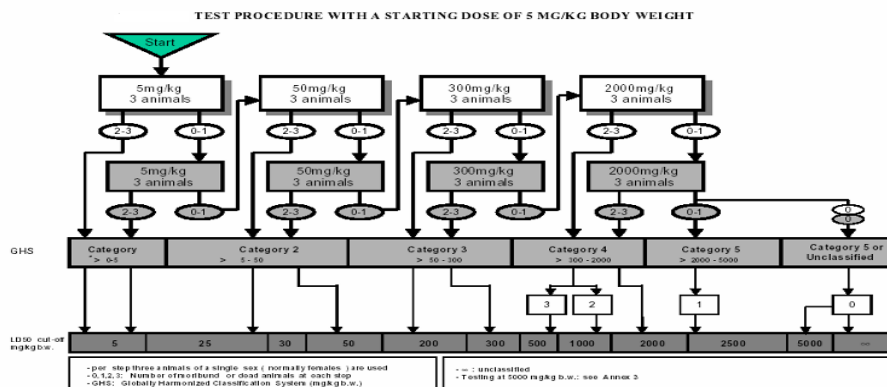 TEST PROCEDURE WITH A STARTING DOSE OF 5 MG/KG BODY WEIGHT
Start
5mg/kg
3 animals
50mg/kg
3 animals
300mg/kg
3 animals
2000mg/kg
3 animals
2-3
0-1
2-3
0-1
2-3
0-1
2-3
0-1
5mg/kg
3 animals
50mg/kg
3 animals
300mg/kg
3 animals
2000mg/kg
3 animals
2-3
0-1
2-3
0-1
2-3
0-1
2-3
0-1
0
0
GHS
Category
> 0-5
Category 2
> 5 - 50
Category 3
> 50 - 300
Category 4
> 300 - 2000
Category 5
> 2000 - 5000
Category 5 or
Unclassified
3
2
1
0
LD50 cut-off
mg/kg b.w.
5
25
30
50
200
300
500
1000
2000
2500
5000
∞
- per step three animals of a single sex ( normally females ) are used
- 0,1,2,3: Number of moribund or dead animals at each step
- GHS: Globally Harmonized Classification System (mg/kg b.w.)
- ∞ : unclassified
- Testing at 5000 mg/kg b.w.: see Annex 3